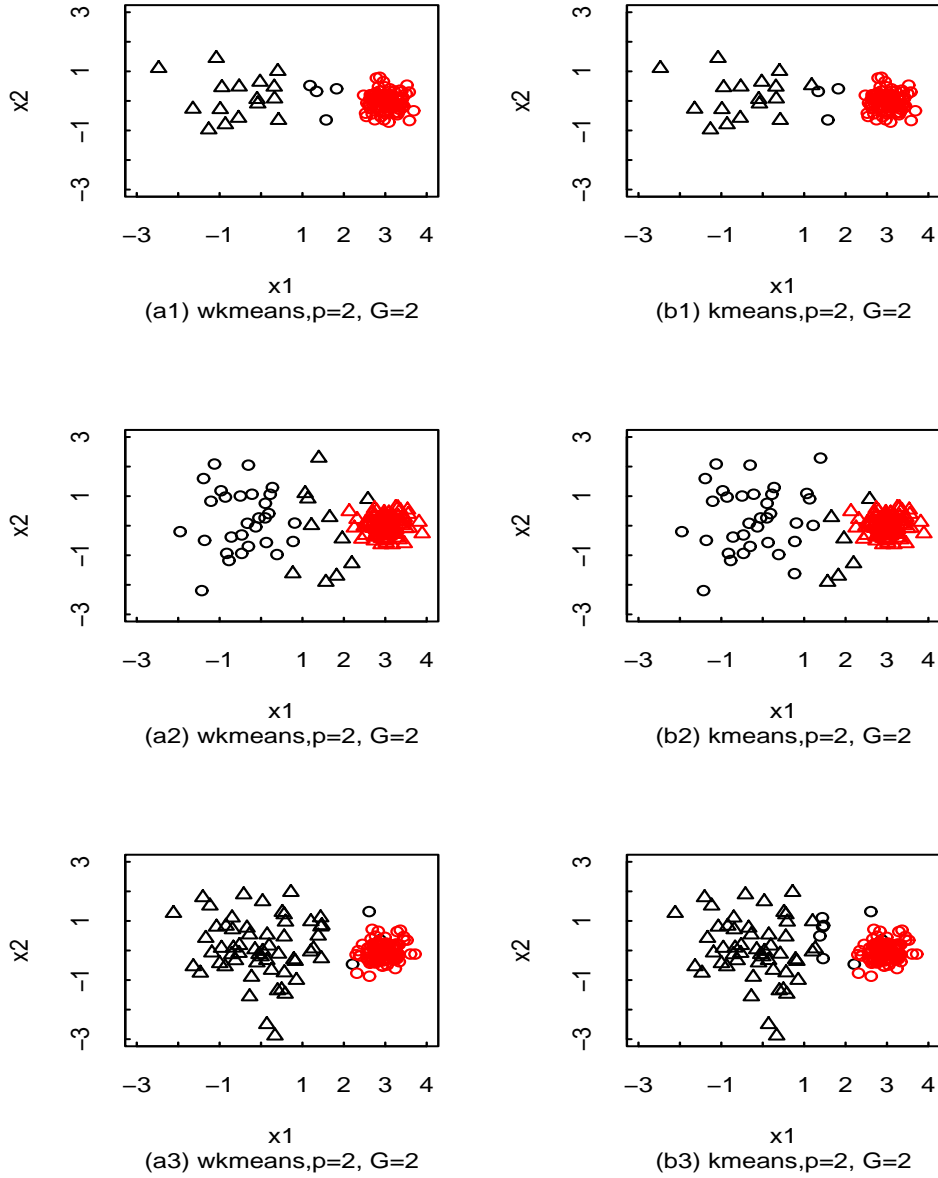 3
1
−1
−3
x2
−3 −1 1 2 3 4
x1
(a1) wkmeans,p=2, G=2
3
1
−1
−3
x2
−3 −1 1 2 3 4
x1
(b1) kmeans,p=2, G=2
3
1
−1
−3
x2
−3 −1 1 2 3 4
x1
(a2) wkmeans,p=2, G=2
3
1
−1
−3
x2
−3 −1 1 2 3 4
x1
(b2) kmeans,p=2, G=2
3
1
−1
−3
x2
−3 −1 1 2 3 4
x1
(a3) wkmeans,p=2, G=2
3
1
−1
−3
x2
−3 −1 1 2 3 4
x1
(b3) kmeans,p=2, G=2